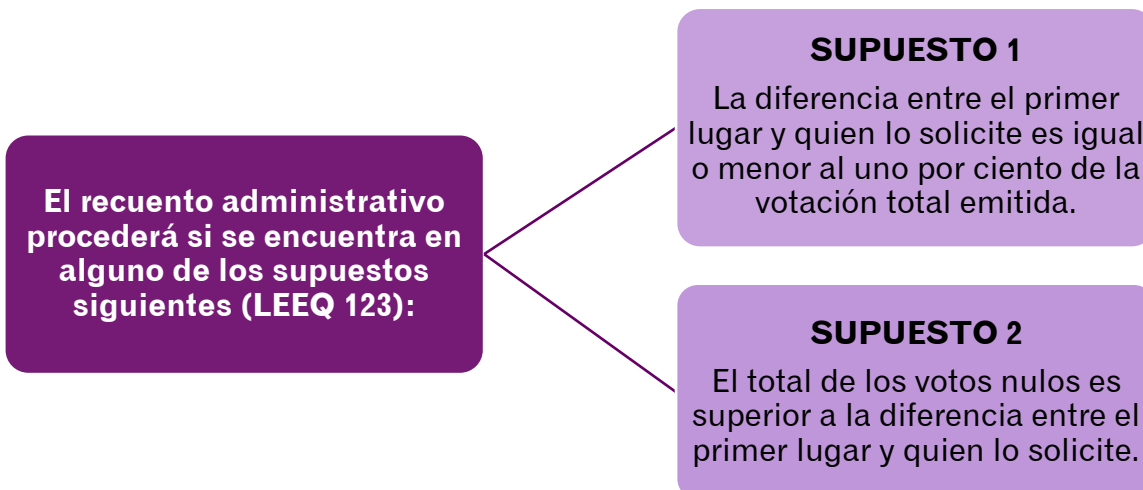 El recuento administrativo
procederá si se encuentra en
alguno de los supuestos
siguientes (LEEQ 123):
SUPUESTO 1
La diferencia entre el primer
lugar y quien lo solicite es igual
o menor al uno por ciento de la
votación total emitida.
SUPUESTO 2
El total de los votos nulos es
superior a la diferencia entre el
primer lugar y quien lo solicite.